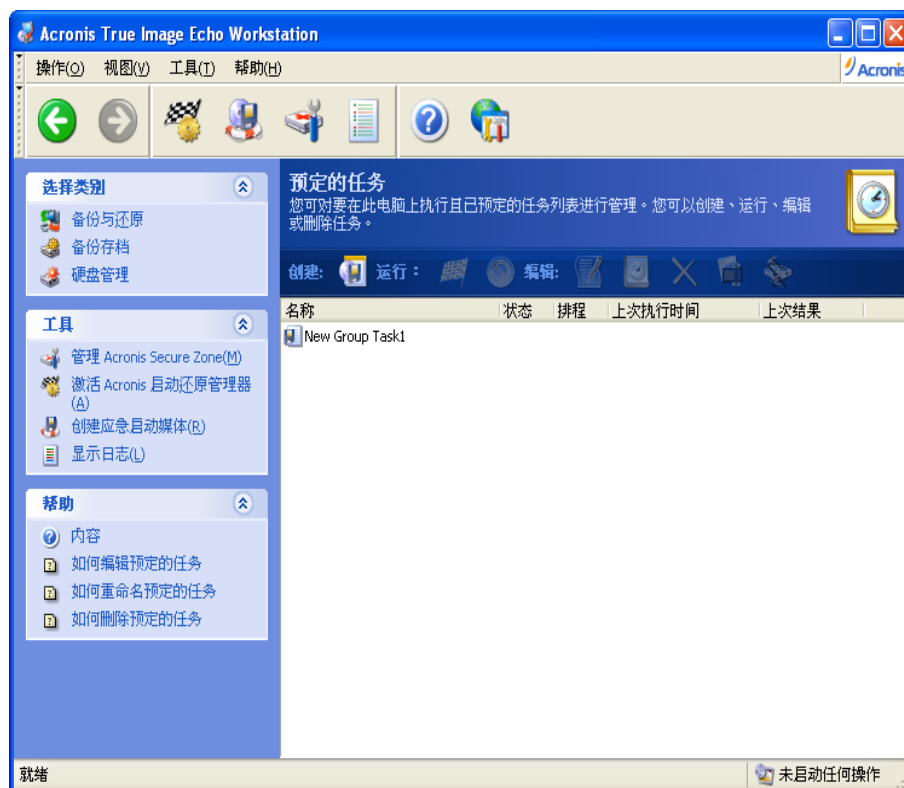 Acronis True Image Echo Workstation
操作(O) 视图(V) 工具(T) 帮助(H)
Acronis
选择类别
备份与还原
备份存档
硬盘管理
工具
管理 Acronis Secure Zone(M)
激活 Acronis 启动还原管理器
(A)
创建应急启动媒体(R)
显示日志(L)
帮助
内容
如何编辑预定的任务
如何重命名预定的任务
如何删除预定的任务
预定的任务
您可对要在此电脑上执行且已预定的任务列表进行管理。您可以创建、运行、编辑
或删除任务。
创建: 运行: 编辑:
名称 状态 排程 上次执行时间 上次结果
New Group Task1
就绪 未启动任何操作